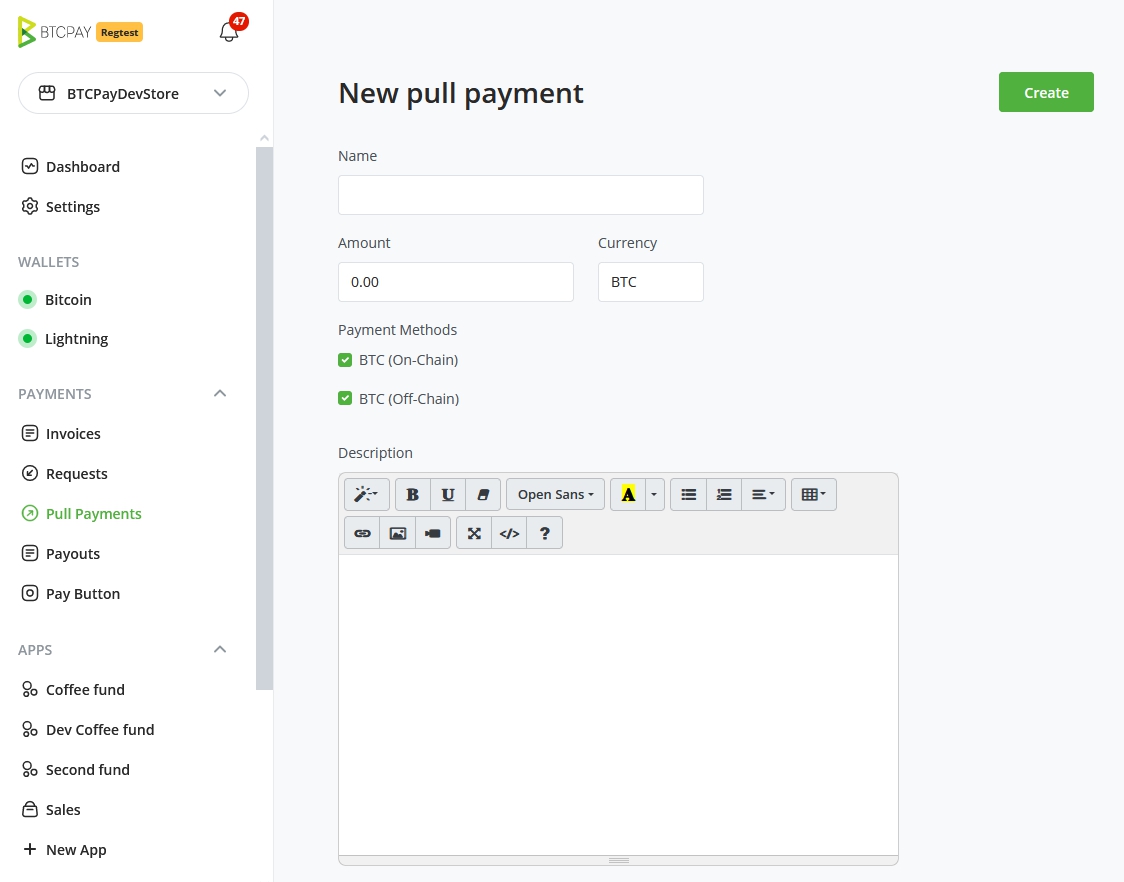 BTCPAY Regtest
47
BTCPayDevStore
Dashboard
Settings
WALLETS
Bitcoin
Lightning
PAYMENTS
Invoices
Requests
Pull Payments
Payouts
Pay Button
APPS
Coffee fund
Dev Coffee fund
Second fund
Sales
New App
New pull payment
Create
Name
Amount Currency
0.00 BTC
Payment Methods
BTC (On-Chain)
BTC (Off-Chain)
Description
B U Open Sans A
</> ?